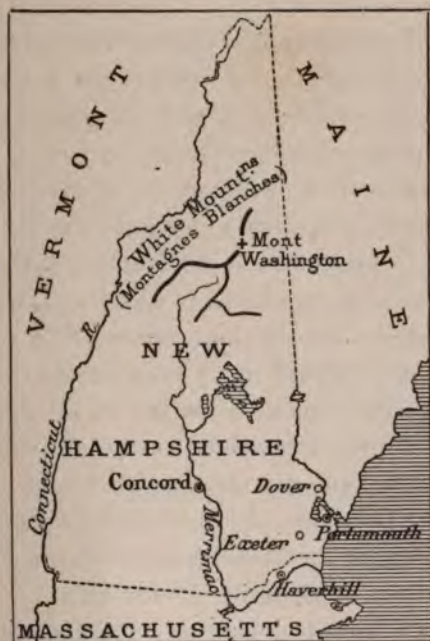 VERMONT
MAINE
White Mountns
(Montagnes Blanches)
Mont
Washington
R
NEW
HAMPSHIRE
Connecticut
Concord
Merrimac
Dover
Portsmouth
Exeter
Haverhill
MASSACHUSETTS